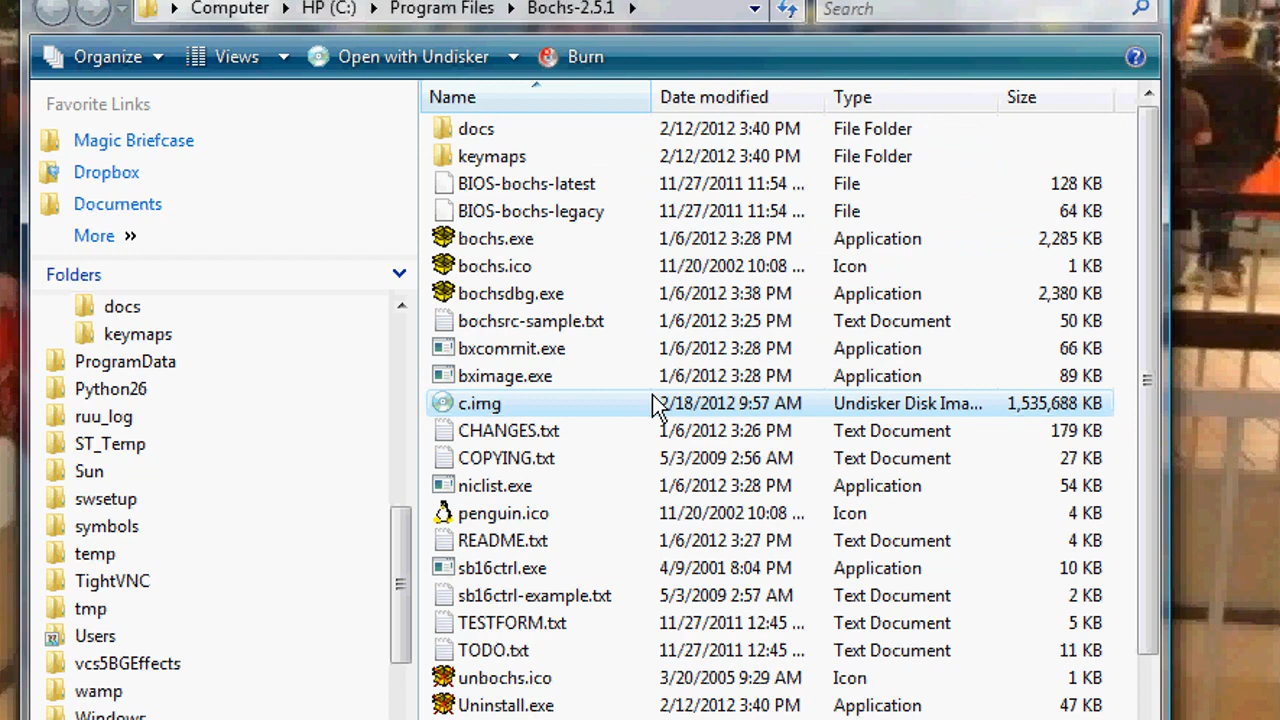 Computer HP (C:) Program Files Bochs-2.5.1 Search
Organize Views Open with Undisker Burn
Favorite Links
Magic Briefcase
Dropbox
Documents
More »
Folders
docs
keymaps
ProgramData
Python26
ruu_log
ST_Temp
Sun
swsetup
symbols
temp
TightVNC
tmp
Users
vcs5BGEffects
wamp
Windows
Name Date modified Type Size
docs 2/12/2012 3:40 PM File Folder
keymaps 2/12/2012 3:40 PM File Folder
BIOS-bochs-latest 11/27/2011 11:54 ... File 128 KB
BIOS-bochs-legacy 11/27/2011 11:54 ... File 64 KB
bochs.exe 1/6/2012 3:28 PM Application 2,285 KB
bochs.ico 11/20/2002 10:08 ... Icon 1 KB
bochsdbg.exe 1/6/2012 3:38 PM Application 2,380 KB
bochsrc-sample.txt 1/6/2012 3:25 PM Text Document 50 KB
bxcommit.exe 1/6/2012 3:28 PM Application 66 KB
bximage.exe 1/6/2012 3:28 PM Application 89 KB
c.img 2/18/2012 9:57 AM Undisker Disk Ima... 1,535,688 KB
CHANGES.txt 1/6/2012 3:26 PM Text Document 179 KB
COPYING.txt 5/3/2009 2:56 AM Text Document 27 KB
niclist.exe 1/6/2012 3:28 PM Application 54 KB
penguin.ico 11/20/2002 10:08 ... Icon 4 KB
README.txt 1/6/2012 3:27 PM Text Document 4 KB
sb16ctrl.exe 4/9/2001 8:04 PM Application 10 KB
sb16ctrl-example.txt 5/3/2009 2:57 AM Text Document 2 KB
TESTFORM.txt 11/27/2011 12:45 ... Text Document 5 KB
TODO.txt 11/27/2011 12:45 ... Text Document 11 KB
unbochs.ico 3/20/2005 9:29 AM Icon 1 KB
Uninstall.exe 2/12/2012 3:40 PM Application 47 KB